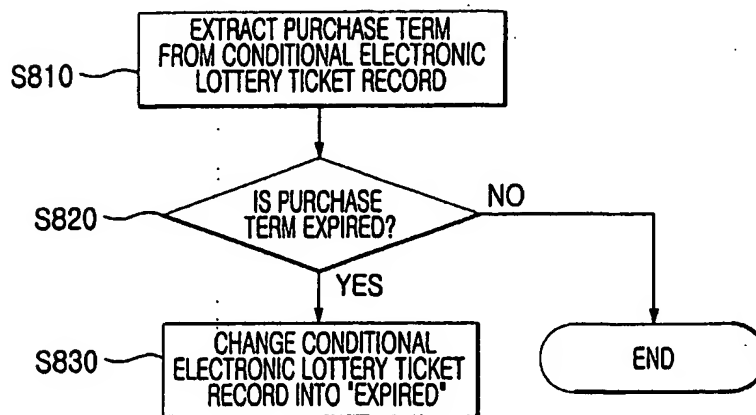 EXTRACT PURCHASE TERM
FROM CONDITIONAL ELECTRONIC
LOTTERY TICKET RECORD
S810
IS PURCHASE
TERM EXPIRED?
S820
NO
YES
CHANGE CONDITIONAL
ELECTRONIC LOTTERY TICKET
RECORD INTO "EXPIRED"
S830
END